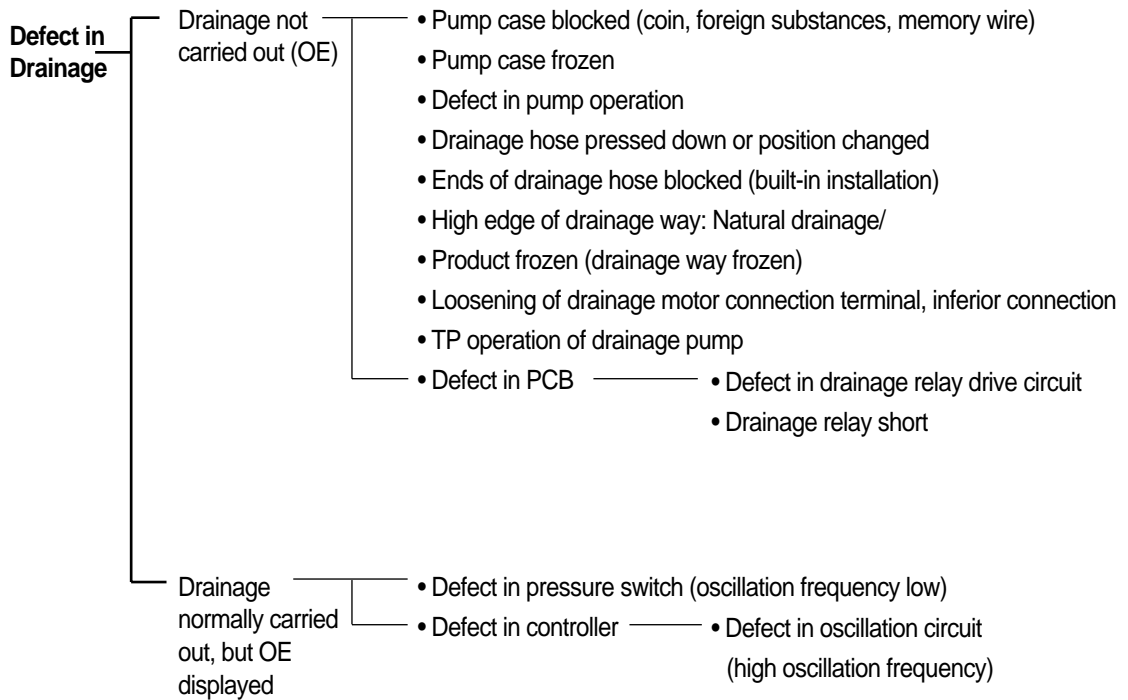 Defect in
Drainage
Drainage not
carried out (OE)
• Pump case blocked (coin, foreign substances, memory wire)
• Pump case frozen
• Defect in pump operation
• Drainage hose pressed down or position changed
• Ends of drainage hose blocked (built-in installation)
• High edge of drainage way: Natural drainage/
• Product frozen (drainage way frozen)
• Loosening of drainage motor connection terminal, inferior connection
• TP operation of drainage pump
• Defect in PCB
• Defect in drainage relay drive circuit
• Drainage relay short
Drainage
normally carried
out, but OE
displayed
• Defect in pressure switch (oscillation frequency low)
• Defect in controller
• Defect in oscillation circuit
(high oscillation frequency)